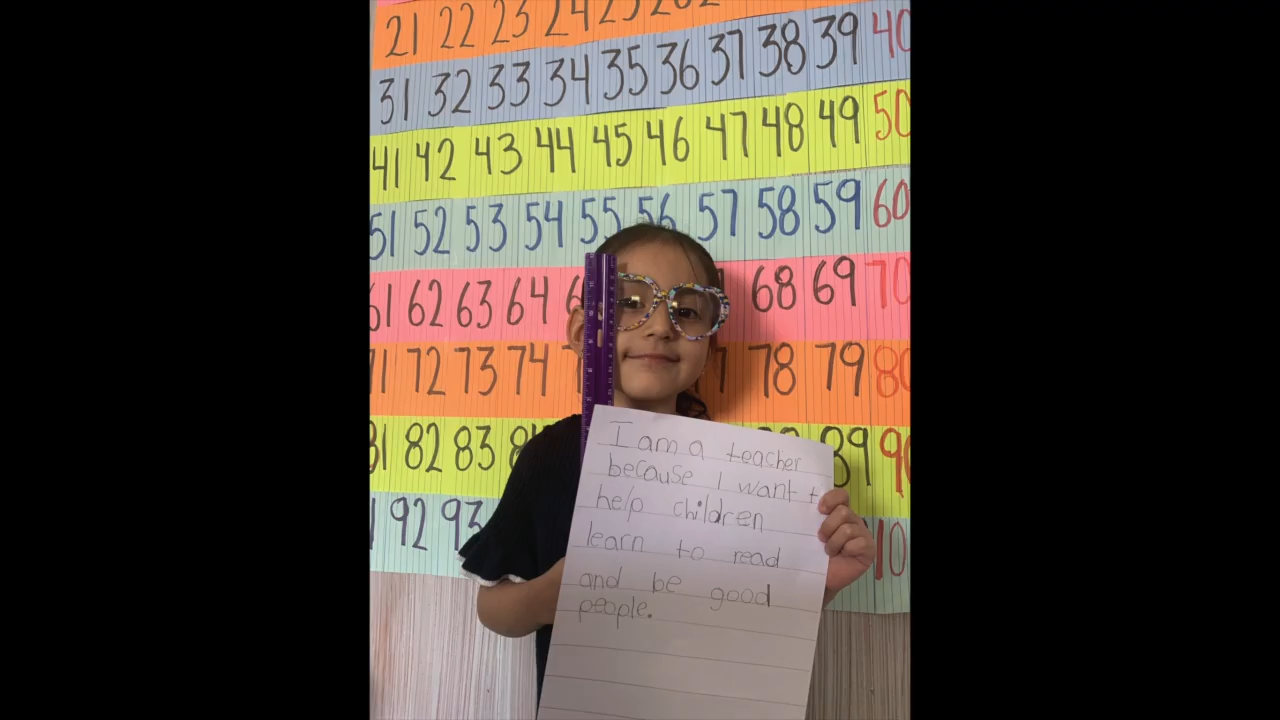 21 22 23 24 25 26
31 32 33 34 35 36 37 38 39 40
41 42 43 44 45 46 47 48 49 50
51 52 53 54 55 56 57 58 59 60
61 62 63 64 68 69 70
71 72 73 74 78 79 80
81 82 83 89 90
92 93
I am a teacher
because I want t
help children
learn to read
and be good
people.